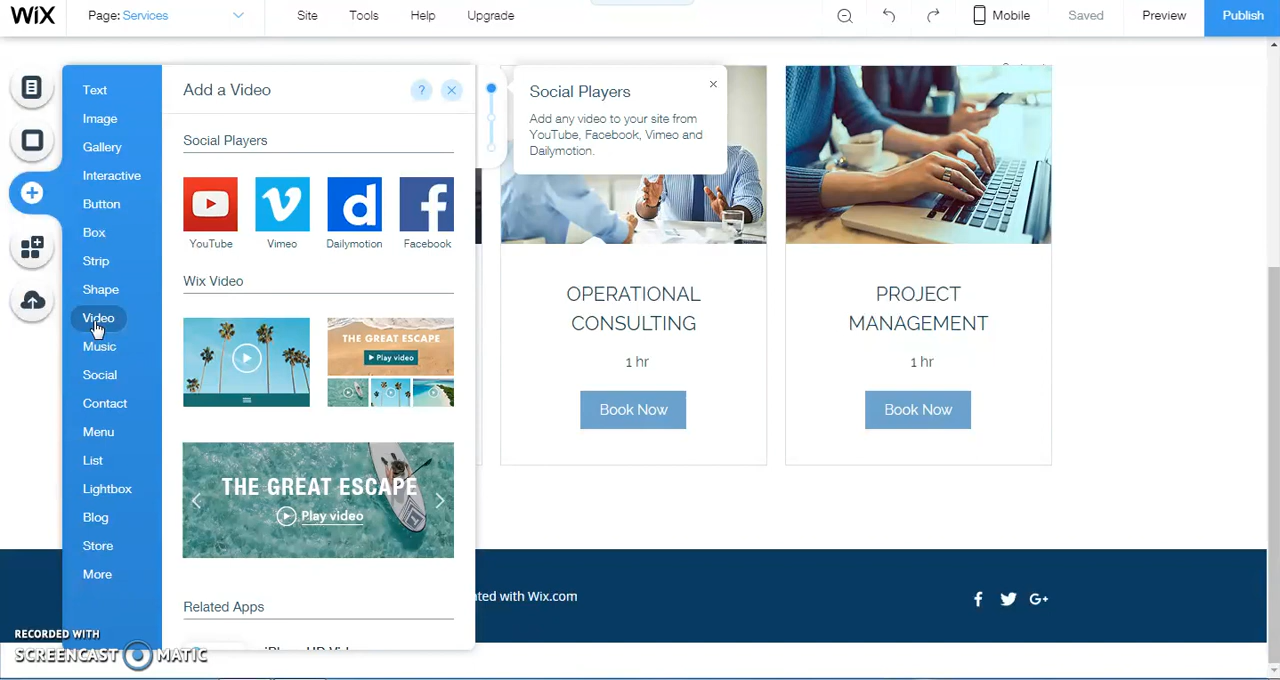 WiX
Page: Services
Site
Tools
Help
Upgrade
Mobile
Saved
Preview
Publish
Text
Image
Gallery
Interactive
Button
Box
Strip
Shape
Video
Music
Social
Contact
Menu
List
Lightbox
Blog
Store
More
Add a Video
?
Social Players
YouTube
Vimeo
Dailymotion
Facebook
Wix Video
THE GREAT ESCAPE
Play video
THE GREAT ESCAPE
Play video
Related Apps
Social Players
Add any video to your site from
YouTube, Facebook, Vimeo and
Dailymotion.
OPERATIONAL
CONSULTING
1 hr
Book Now
PROJECT
MANAGEMENT
1 hr
Book Now
with Wix.com
G+
RECORDED WITH
SCREENCAST MATIC